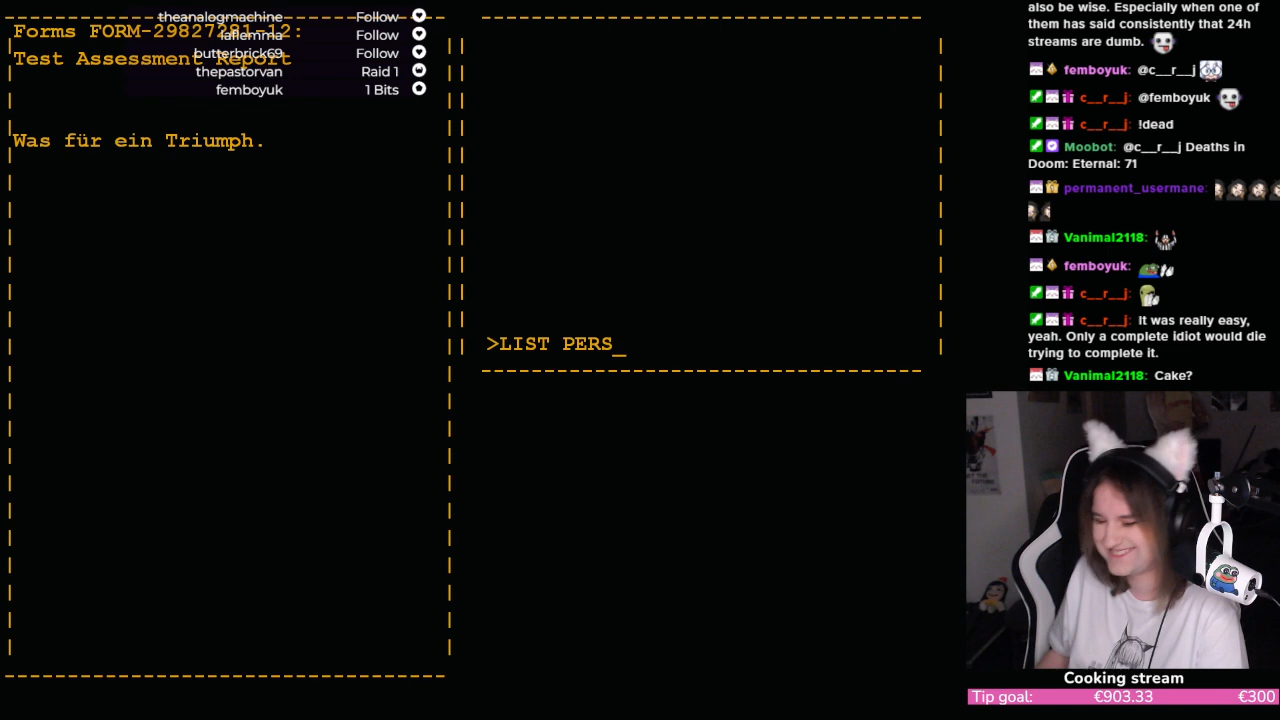 Forms FORM-29827281-12:
Test Assessment Report
Was für ein Triumph.
theanalogmachine Follow
laflemma Follow
butterbrick69 Follow
thepastorvan Raid 1
femboyuk 1 Bits
>LIST PERS_
also be wise. Especially when one of
them has said consistently that 24h
streams are dumb.
femboyuk: @c__r__j
c__r__j: @femboyuk
c__r__j: !dead
Moobot: @c__r__j Deaths in
Doom: Eternal: 71
permanent_usermane:
Vanimal2118:
femboyuk:
c__r__j:
c__r__j: It was really easy,
yeah. Only a complete idiot would die
trying to complete it.
Vanimal2118: Cake?
Cooking stream
Tip goal: €903.33 €300